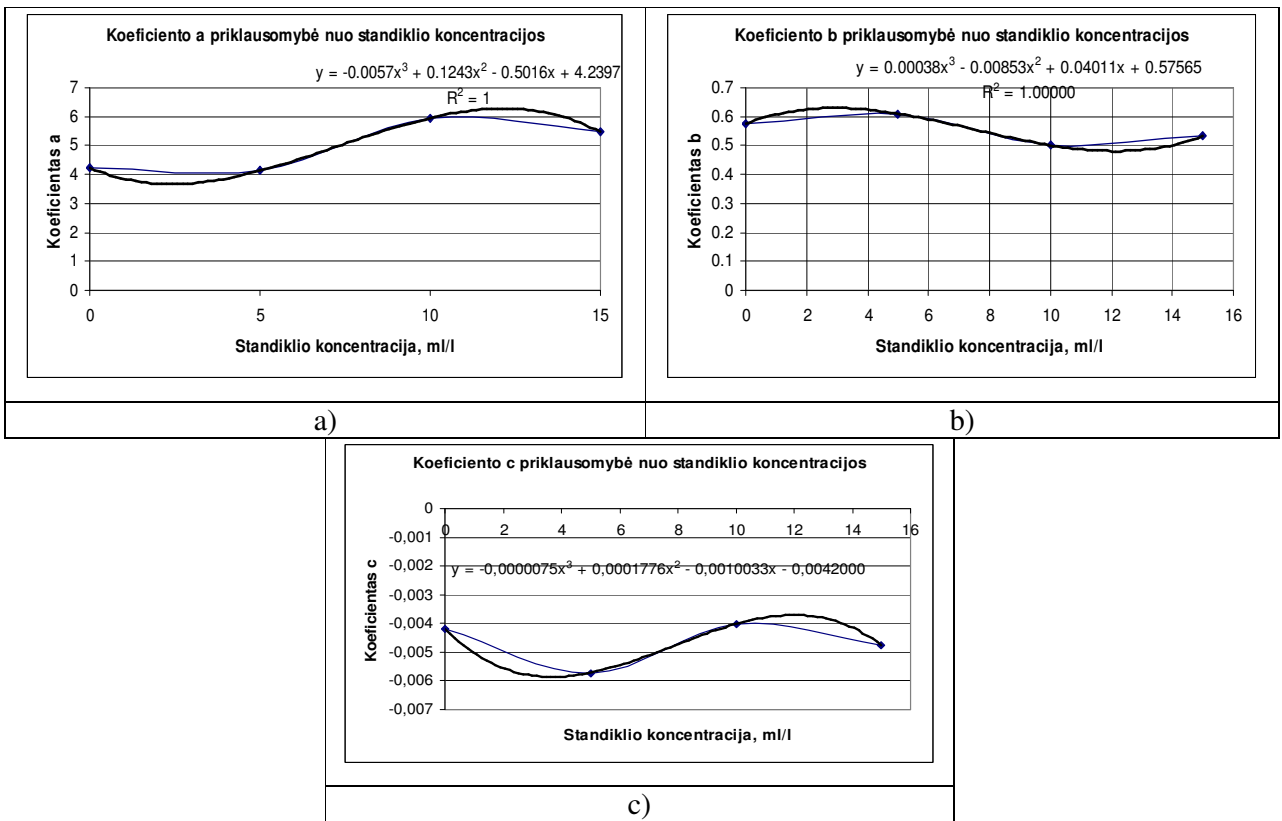 Koeficiento a priklausomybė nuo standiklio koncentracijos
y = -0.0057x³ + 0.1243x² - 0.5016x + 4.2397
R² = 1
Koeficientas a
7
6
5
4
3
2
1
0
0 5 10 15
Standiklio koncentracija, ml/l
a)
Koeficiento b priklausomybė nuo standiklio koncentracijos
y = 0.00038x³ - 0.00853x² + 0.04011x + 0.57565
R² = 1.00000
Koeficientas b
0.7
0.6
0.5
0.4
0.3
0.2
0.1
0
0 2 4 6 8 10 12 14 16
Standiklio koncentracija, ml/l
b)
Koeficiento c priklausomybė nuo standiklio koncentracijos
0
0 2 4 6 8 10 12 14 16
-0,001
-0,002
y = -0,0000075x³ + 0,0001776x² - 0,0010033x - 0,0042000
-0,003
-0,004
-0,005
-0,006
-0,007
Koeficientas c
Standiklio koncentracija, ml/l
c)